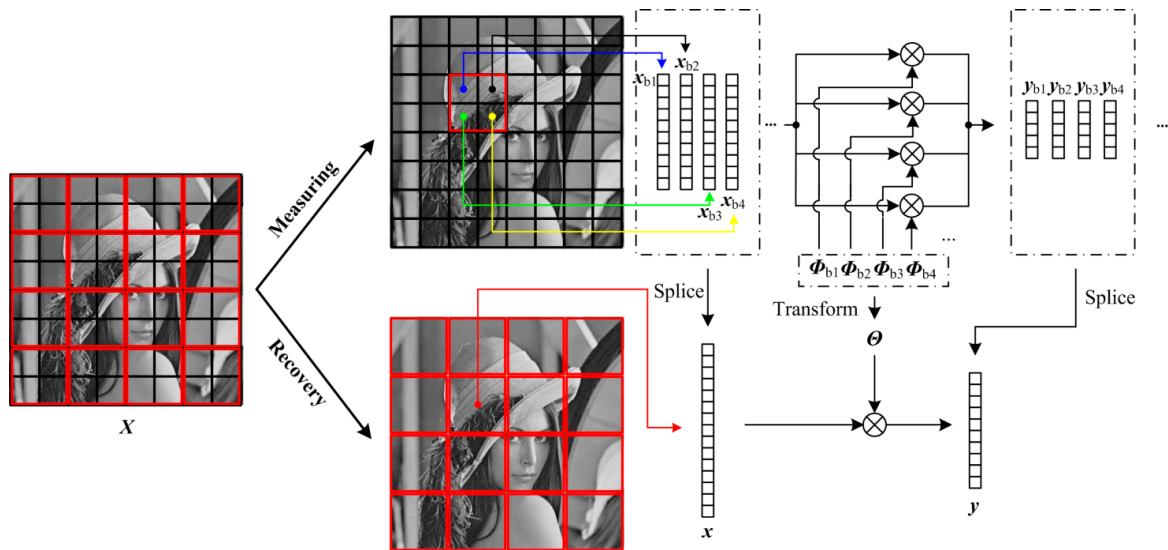 x_b2
x_b1
x_b3
x_b4
...
y_b1 y_b2 y_b3 y_b4
...
...
Φ_b1 Φ_b2 Φ_b3 Φ_b4
Measuring
Recovery
X
Splice
Transform
Splice
Θ
x
y